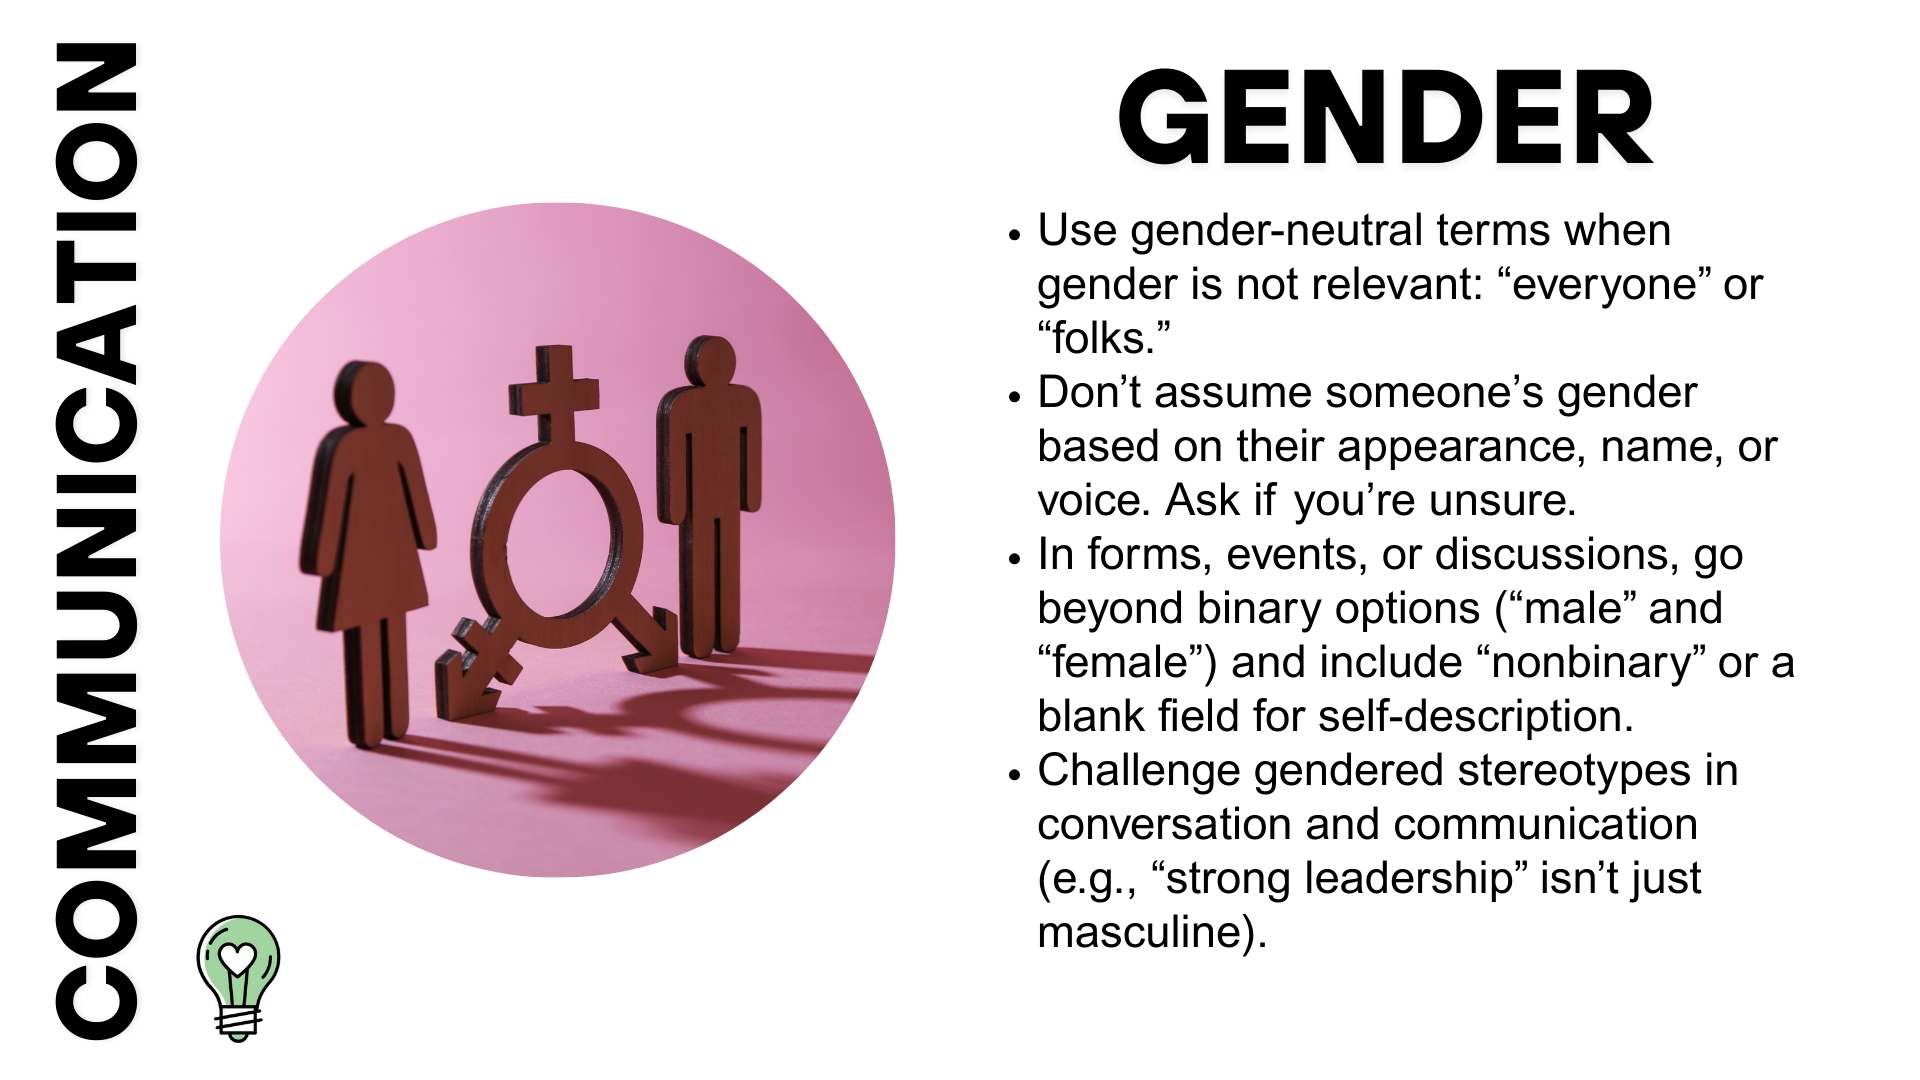 COMMUNICATION
GENDER
• Use gender-neutral terms when
gender is not relevant: “everyone” or
“folks.”
• Don’t assume someone’s gender
based on their appearance, name, or
voice. Ask if you’re unsure.
• In forms, events, or discussions, go
beyond binary options (“male” and
“female”) and include “nonbinary” or a
blank field for self-description.
• Challenge gendered stereotypes in
conversation and communication
(e.g., “strong leadership” isn’t just
masculine).